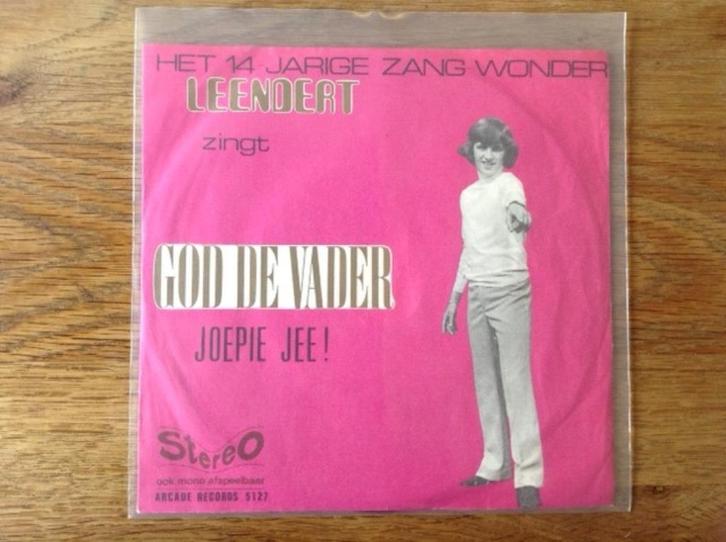 HET 14 JARIGE ZANG WONDER
LEENDERT
zingt
GOD DE VADER
JOEPIE JEE!
Stereo
ook mono afspeelbaar
ARCADE RECORDS 5127